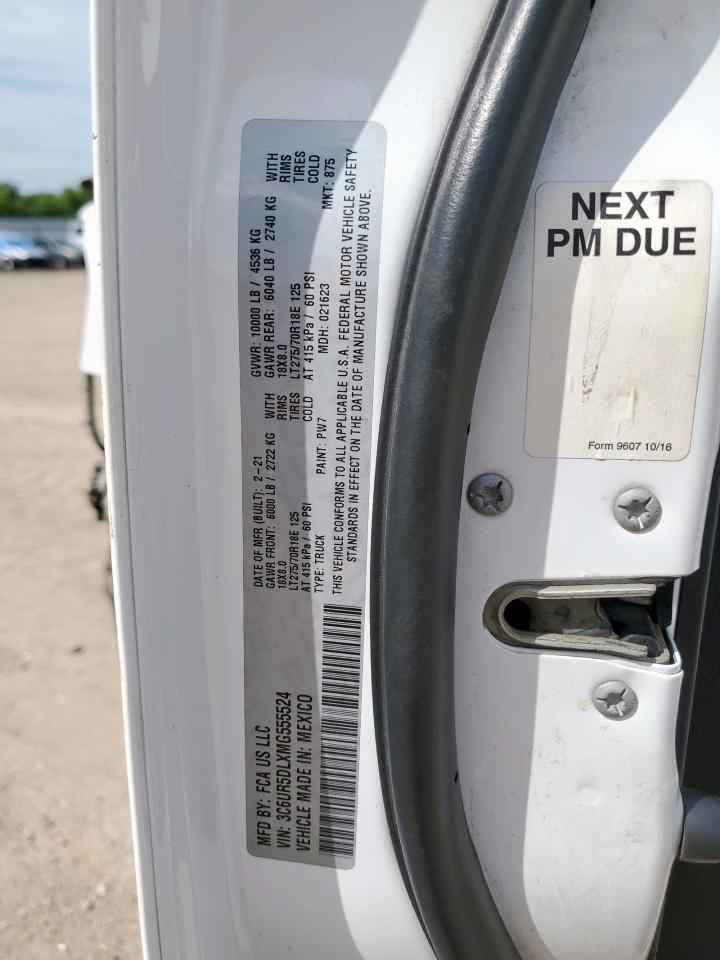 MFD BY: FCA US LLC
VIN: 3C6UR5DLXMG555524
VEHICLE MADE IN: MEXICO
DATE OF MFR (BUILT): 2-21
GAWR FRONT: 6000 LB / 2722 KG WITH
18X8.0 RIMS
LT275/70R18E 125 TIRES
AT 415 kPa / 60 PSI COLD
TYPE: TRUCK PAINT: PW7
GVWR: 10000 LB / 4536 KG
GAWR REAR: 6040 LB / 2740 KG WITH
18X8.0 RIMS
LT275/70R18E 125 TIRES
AT 415 kPa / 60 PSI COLD
MDH: 021623 MKT: 875
THIS VEHICLE CONFORMS TO ALL APPLICABLE U.S.A. FEDERAL MOTOR VEHICLE SAFETY
STANDARDS IN EFFECT ON THE DATE OF MANUFACTURE SHOWN ABOVE.
NEXT
PM DUE
Form 9607 10/16